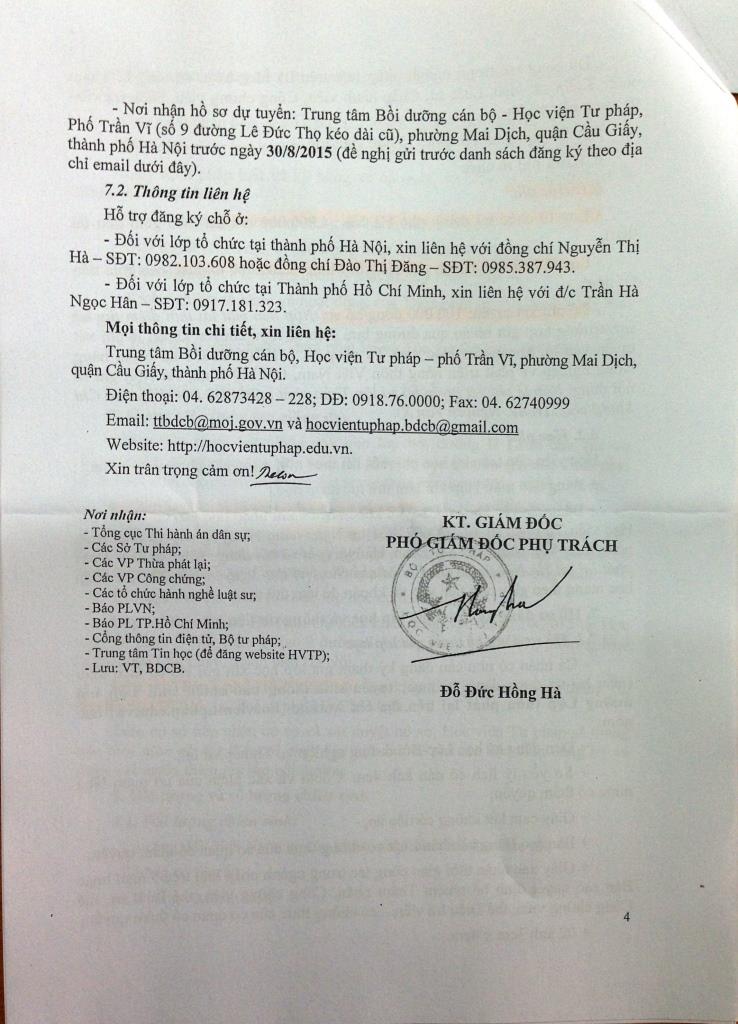 - Nơi nhận hồ sơ dự tuyển: Trung tâm Bồi dưỡng cán bộ - Học viện Tư pháp,
Phố Trần Vĩ (số 9 đường Lê Đức Thọ kéo dài cũ), phường Mai Dịch, quận Cầu Giấy,
thành phố Hà Nội trước ngày 30/8/2015 (đề nghị gửi trước danh sách đăng ký theo địa
chỉ email dưới đây).
7.2. Thông tin liên hệ
Hỗ trợ đăng ký chỗ ở:
- Đối với lớp tổ chức tại thành phố Hà Nội, xin liên hệ với đồng chí Nguyễn Thị
Hà – SĐT: 0982.103.608 hoặc đồng chí Đào Thị Đăng – SĐT: 0985.387.943.
- Đối với lớp tổ chức tại Thành phố Hồ Chí Minh, xin liên hệ với đ/c Trần Hà
Ngọc Hân – SĐT: 0917.181.323.
Mọi thông tin chi tiết, xin liên hệ:
Trung tâm Bồi dưỡng cán bộ, Học viện Tư pháp – phố Trần Vĩ, phường Mai Dịch,
quận Cầu Giấy, thành phố Hà Nội.
Điện thoại: 04. 62873428 – 228; DĐ: 0918.76.0000; Fax: 04. 62740999
Email: ttbdcb@moj.gov.vn và hocvientuphap.bdcb@gmail.com
Website: http://hocvientuphap.edu.vn.
Xin trân trọng cảm ơn!
Nơi nhận:
- Tổng cục Thi hành án dân sự;
- Các Sở Tư pháp;
- Các VP Thừa phát lại;
- Các VP Công chứng;
- Các tổ chức hành nghề luật sư;
- Báo PLVN;
- Báo PL TP.Hồ Chí Minh;
- Cổng thông tin điện tử, Bộ tư pháp;
- Trung tâm Tin học (để đăng website HVTP);
- Lưu: VT, BDCB.
KT. GIÁM ĐỐC
PHÓ GIÁM ĐỐC PHỤ TRÁCH
BỘ TƯ PHÁP
Đỗ Đức Hồng Hà
4